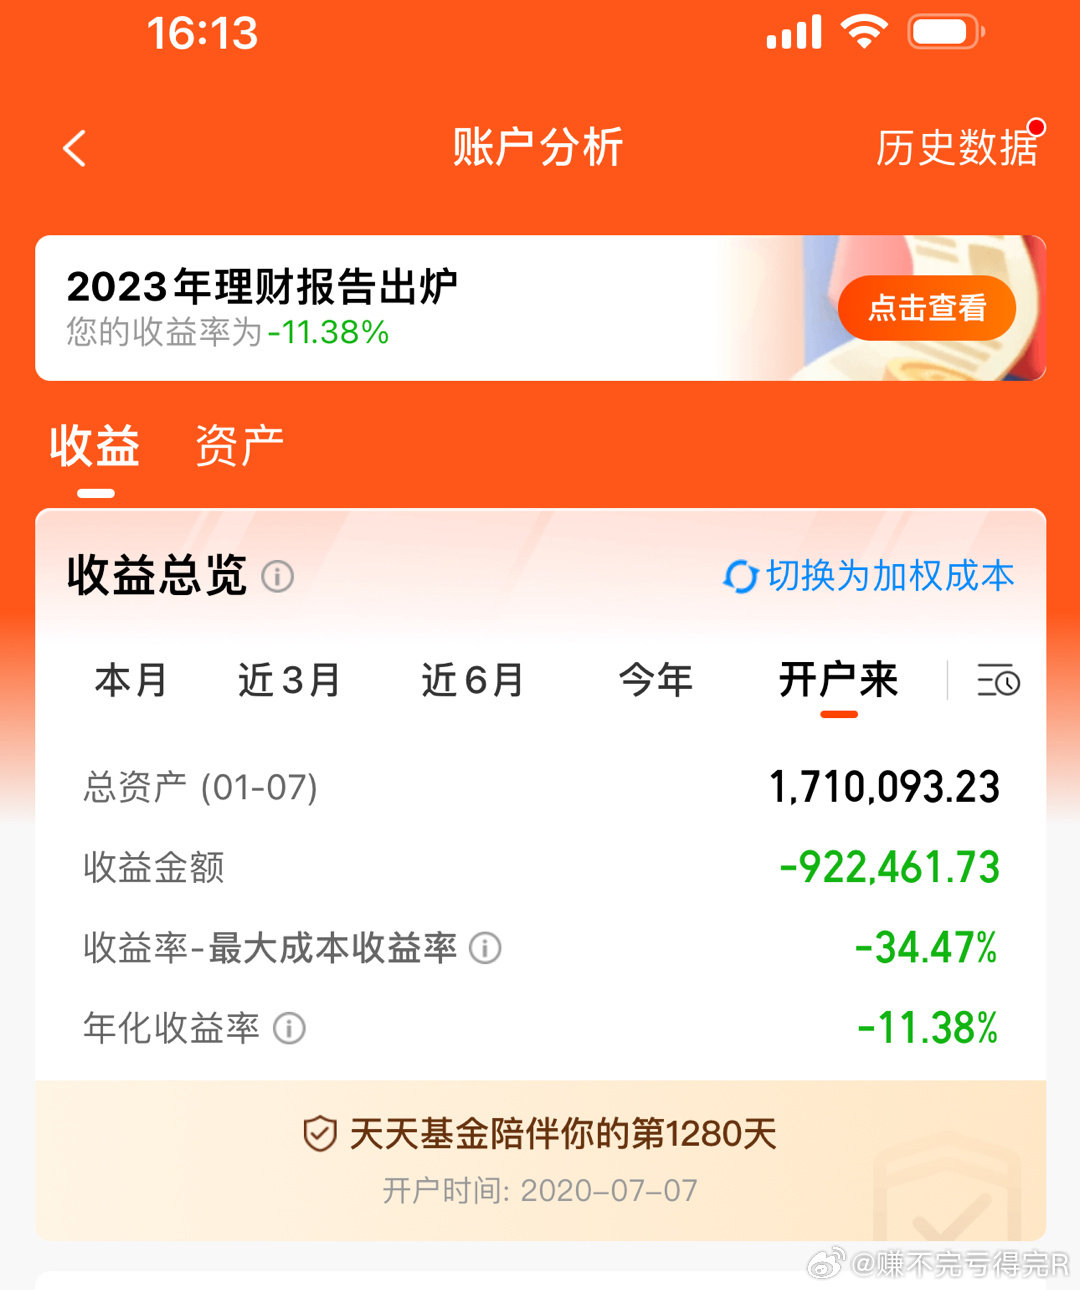 16:13
账户分析
历史数据
2023年理财报告出炉
您的收益率为-11.38%
点击查看
收益 资产
收益总览
切换为加权成本
本月 近3月 近6月 今年 开户来
总资产 (01-07) 1,710,093.23
收益金额 -922,461.73
收益率-最大成本收益率 -34.47%
年化收益率 -11.38%
天天基金陪伴你的第1280天
开户时间: 2020-07-07
@赚不完亏得完R